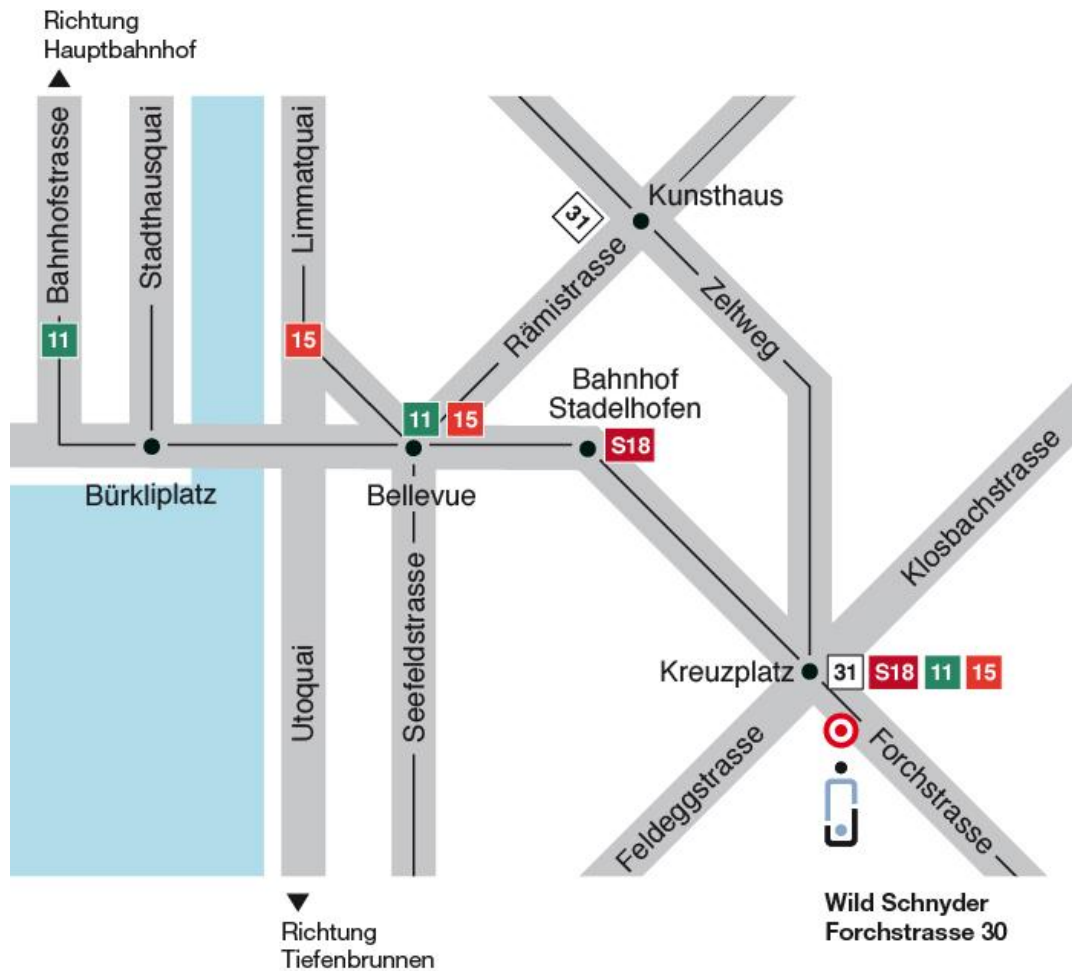 Richtung
Hauptbahnhof
Bahnhofstrasse
Stadthausquai
Limmatquai
Kunsthaus
31
Rämistrasse
Zeltweg
11
15
Bahnhof
Stadelhofen
11 15
S18
Bürkliplatz
Bellevue
Klosbachstrasse
Utoquai
Seefeldstrasse
Kreuzplatz
31 S18 11 15
Feldeggstrasse
Forchstrasse
Wild Schnyder
Forchstrasse 30
Richtung
Tiefenbrunnen